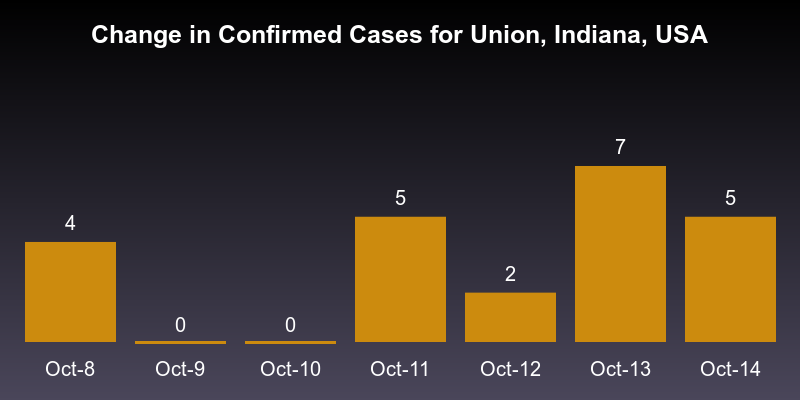 Change in Confirmed Cases for Union, Indiana, USA
4 0 0 5 2 7 5
Oct-8 Oct-9 Oct-10 Oct-11 Oct-12 Oct-13 Oct-14